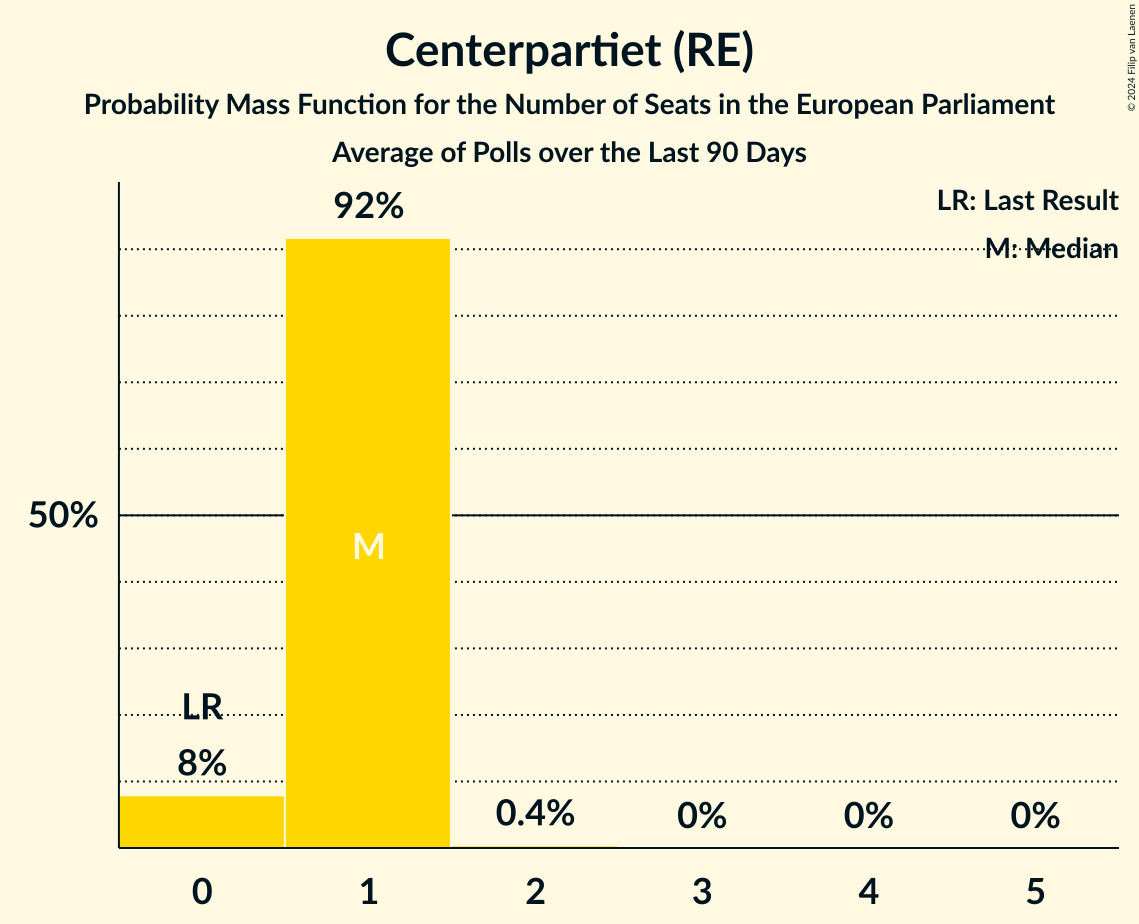 Centerpartiet (RE)
Probability Mass Function for the Number of Seats in the European Parliament
Average of Polls over the Last 90 Days
© 2024 Filip van Laenen
LR: Last Result
M: Median
92%
50%
M
LR
8%
0.4%
0%
0%
0%
0 1 2 3 4 5